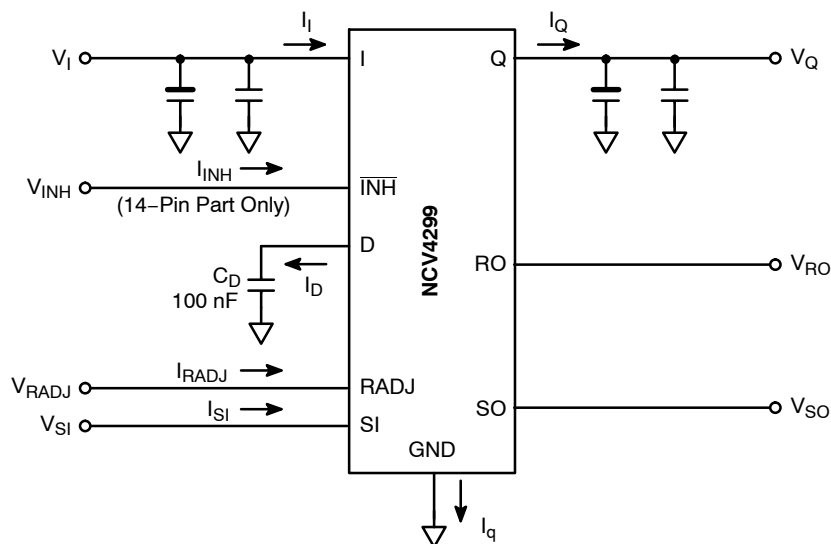 I_I
I_Q
V_I
I
Q
V_Q
I_INH
V_INH
I̅N̅H̅
(14−Pin Part Only)
D
C_D
100 nF
I_D
NCV4299
RO
V_RO
I_RADJ
V_RADJ
RADJ
I_SI
V_SI
SI
SO
V_SO
GND
I_q